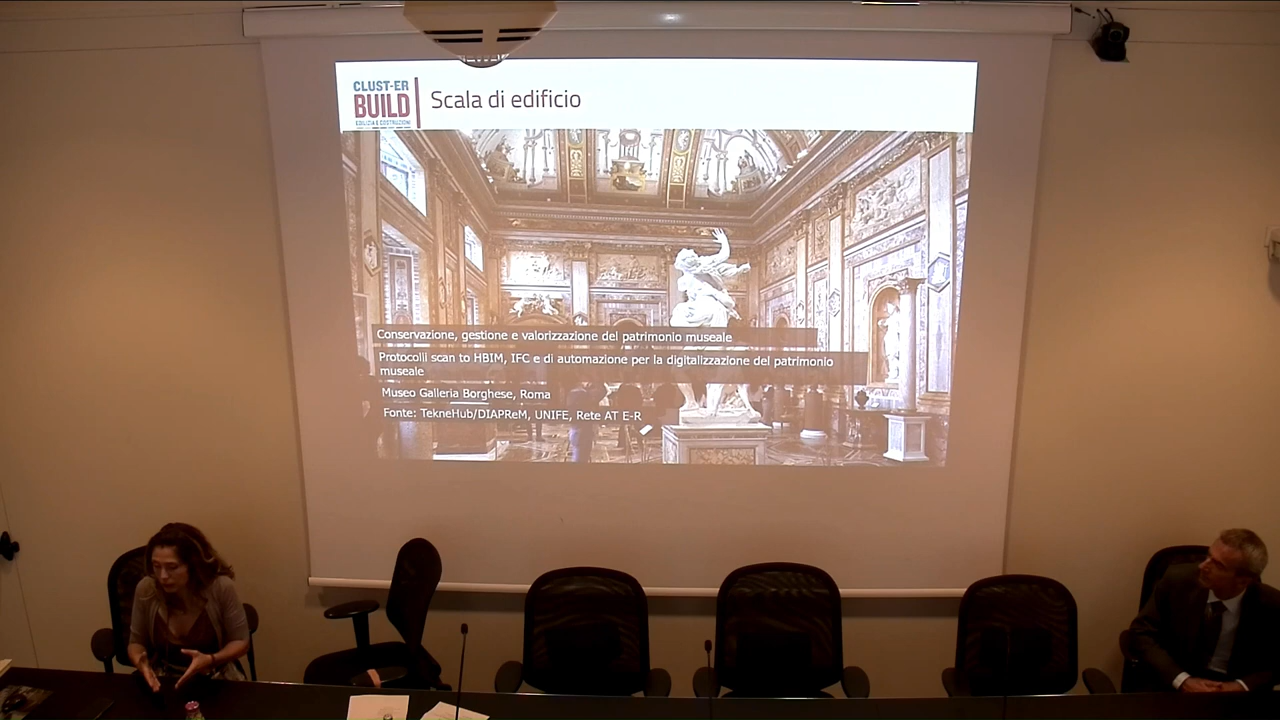 CLUST-ER
BUILD
EDILIZIA E COSTRUZIONI
Scala di edificio
Conservazione, gestione e valorizzazione del patrimonio museale
Protocolli scan to HBIM, IFC e di automazione per la digitalizzazione del patrimonio
museale
Museo Galleria Borghese, Roma
Fonte: TekneHub/DIAPReM, UNIFE, Rete AT E-R